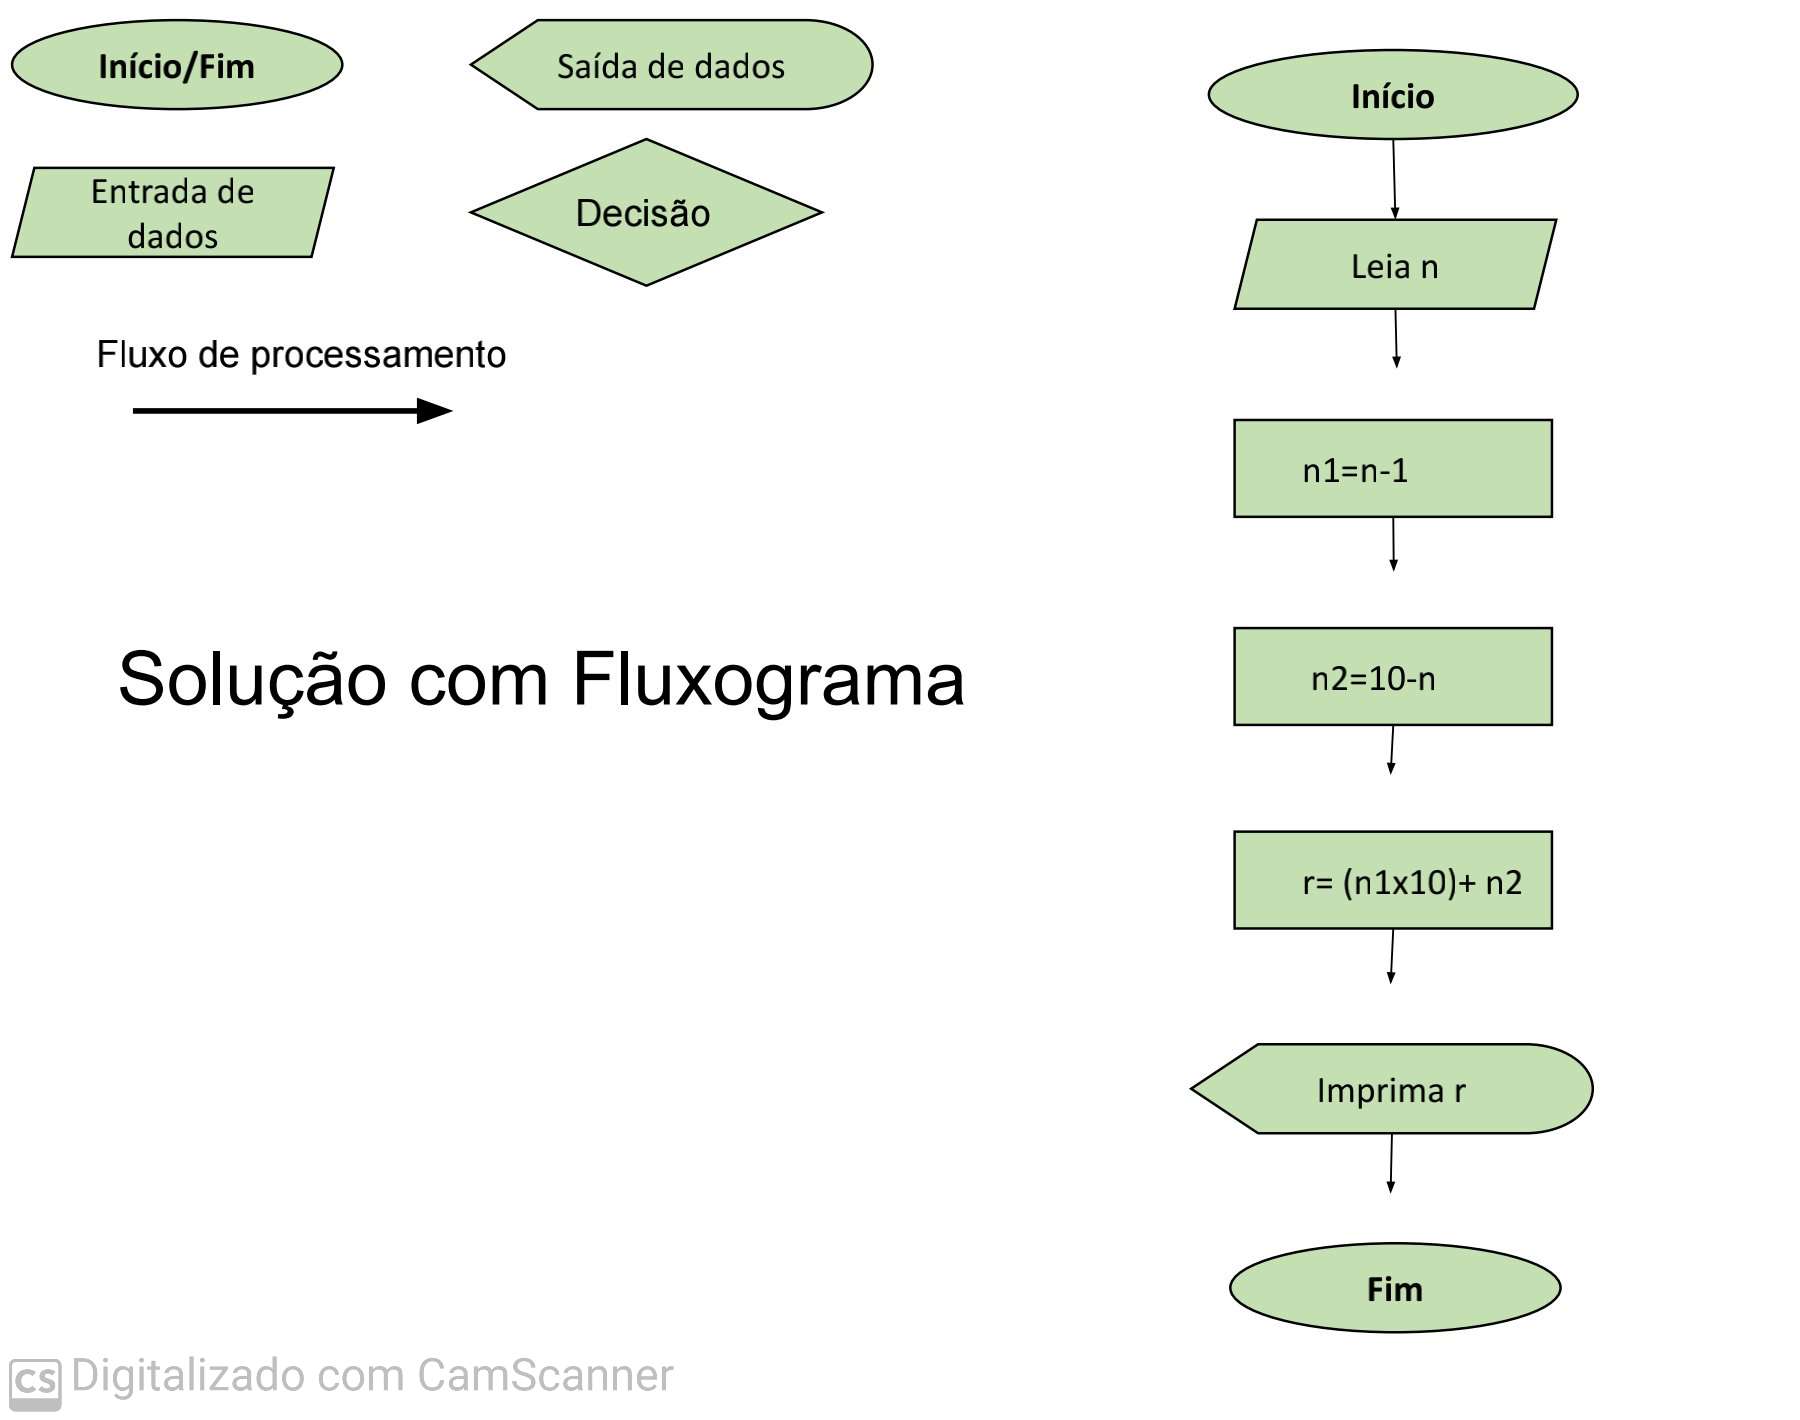 Início/Fim
Saída de dados
Entrada de
dados
Decisão
Fluxo de processamento
Solução com Fluxograma
Início
Leia n
n1=n-1
n2=10-n
r= (n1x10)+ n2
Imprima r
Fim
CS Digitalizado com CamScanner